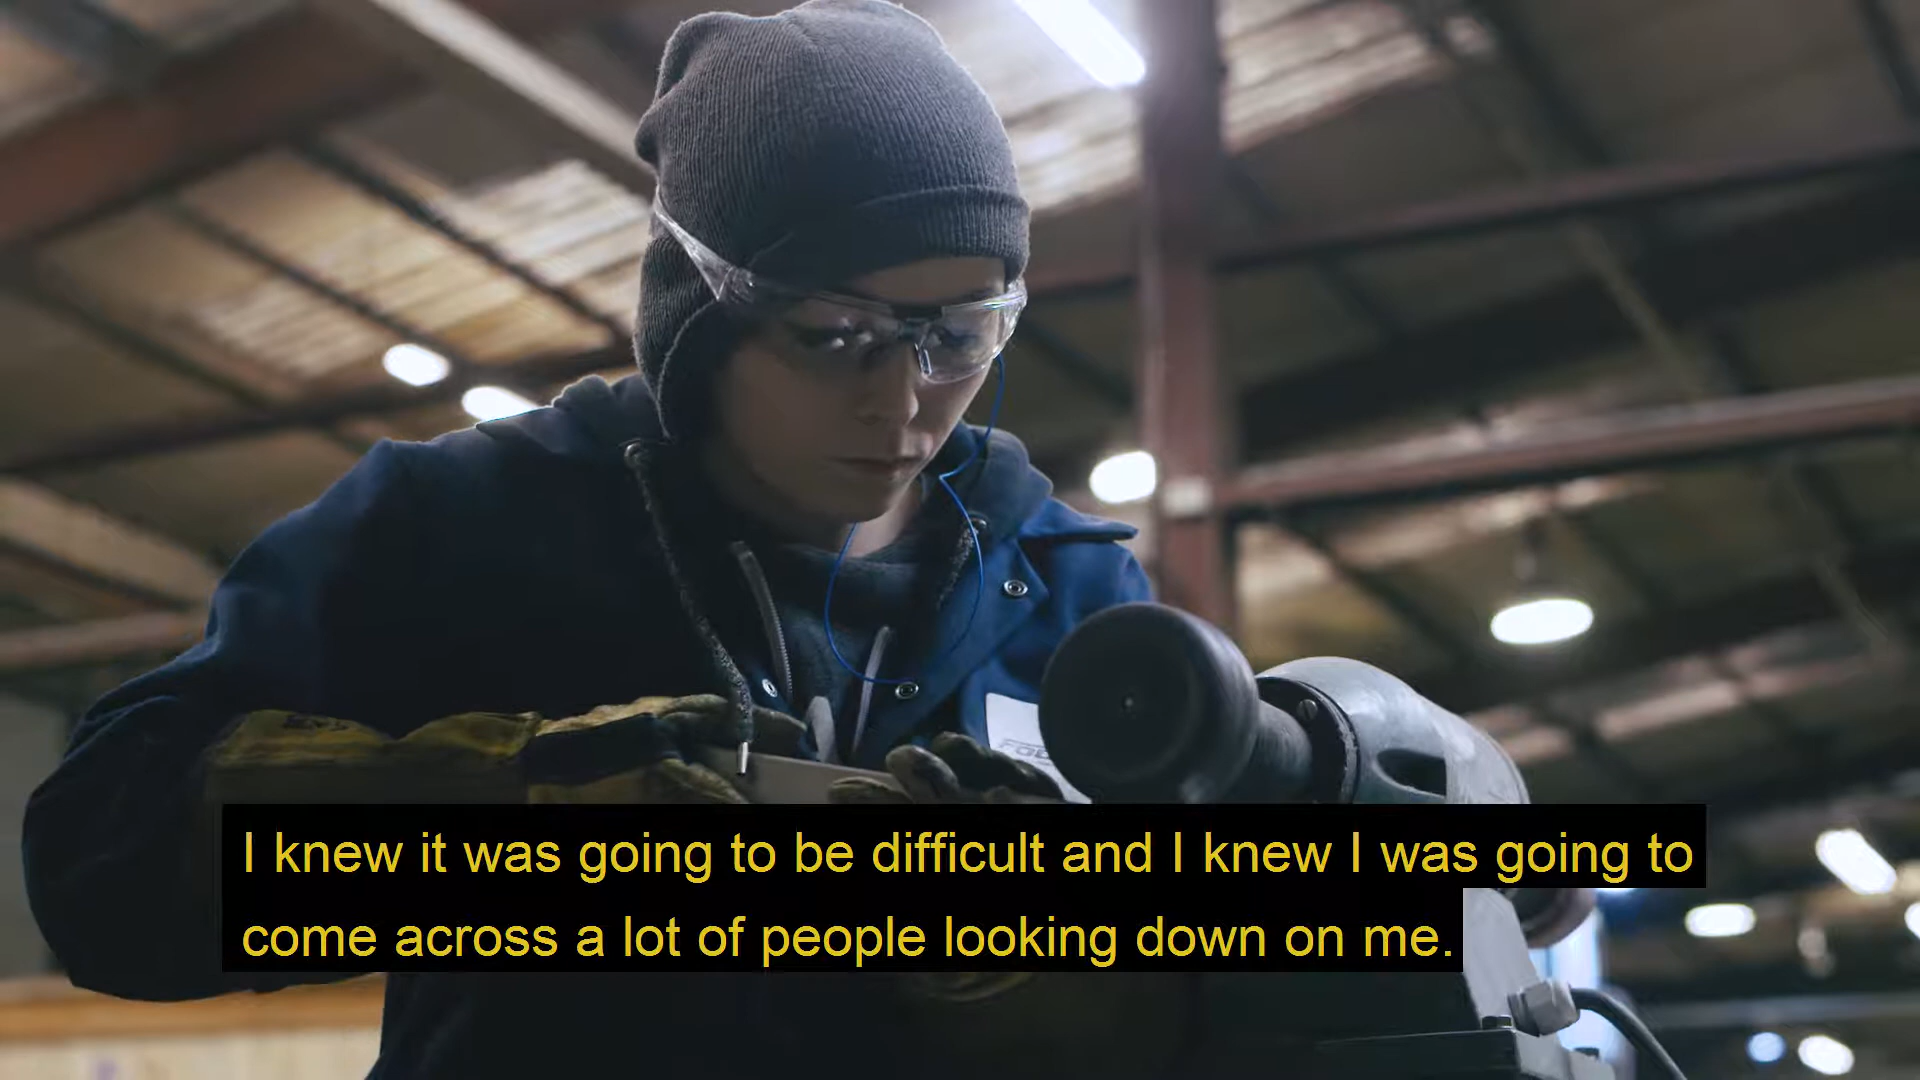 I knew it was going to be difficult and I knew I was going to
come across a lot of people looking down on me.